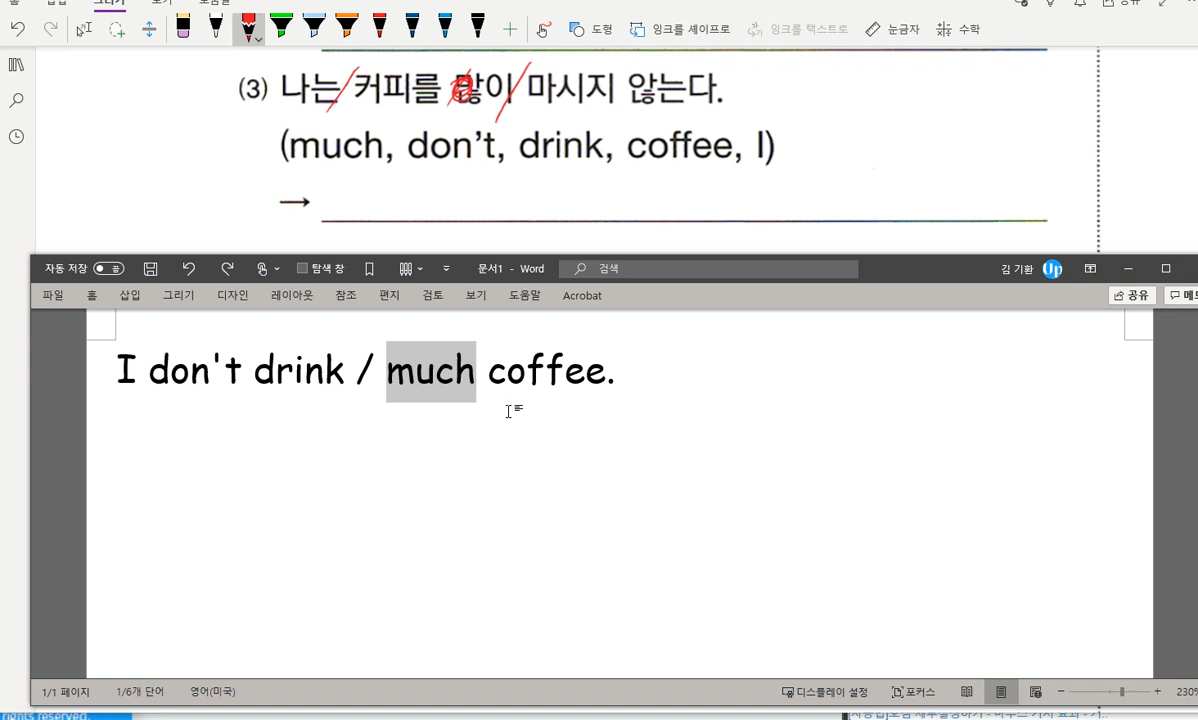 도형
잉크를 셰이프로
잉크를 텍스트로
눈금자
수학
(3) 나는 커피를 많이 마시지 않는다.
(much, don't, drink, coffee, I)
→
자동 저장 끔
탐색 창
문서1 - Word
검색
김 기환
Up
파일 홈 삽입 그리기 디자인 레이아웃 참조 편지 검토 보기 도움말 Acrobat
공유
I don't drink / much coffee.
1/1 페이지 1/6개 단어 영어(미국)
디스플레이 설정 포커스
230%
rights reserved.